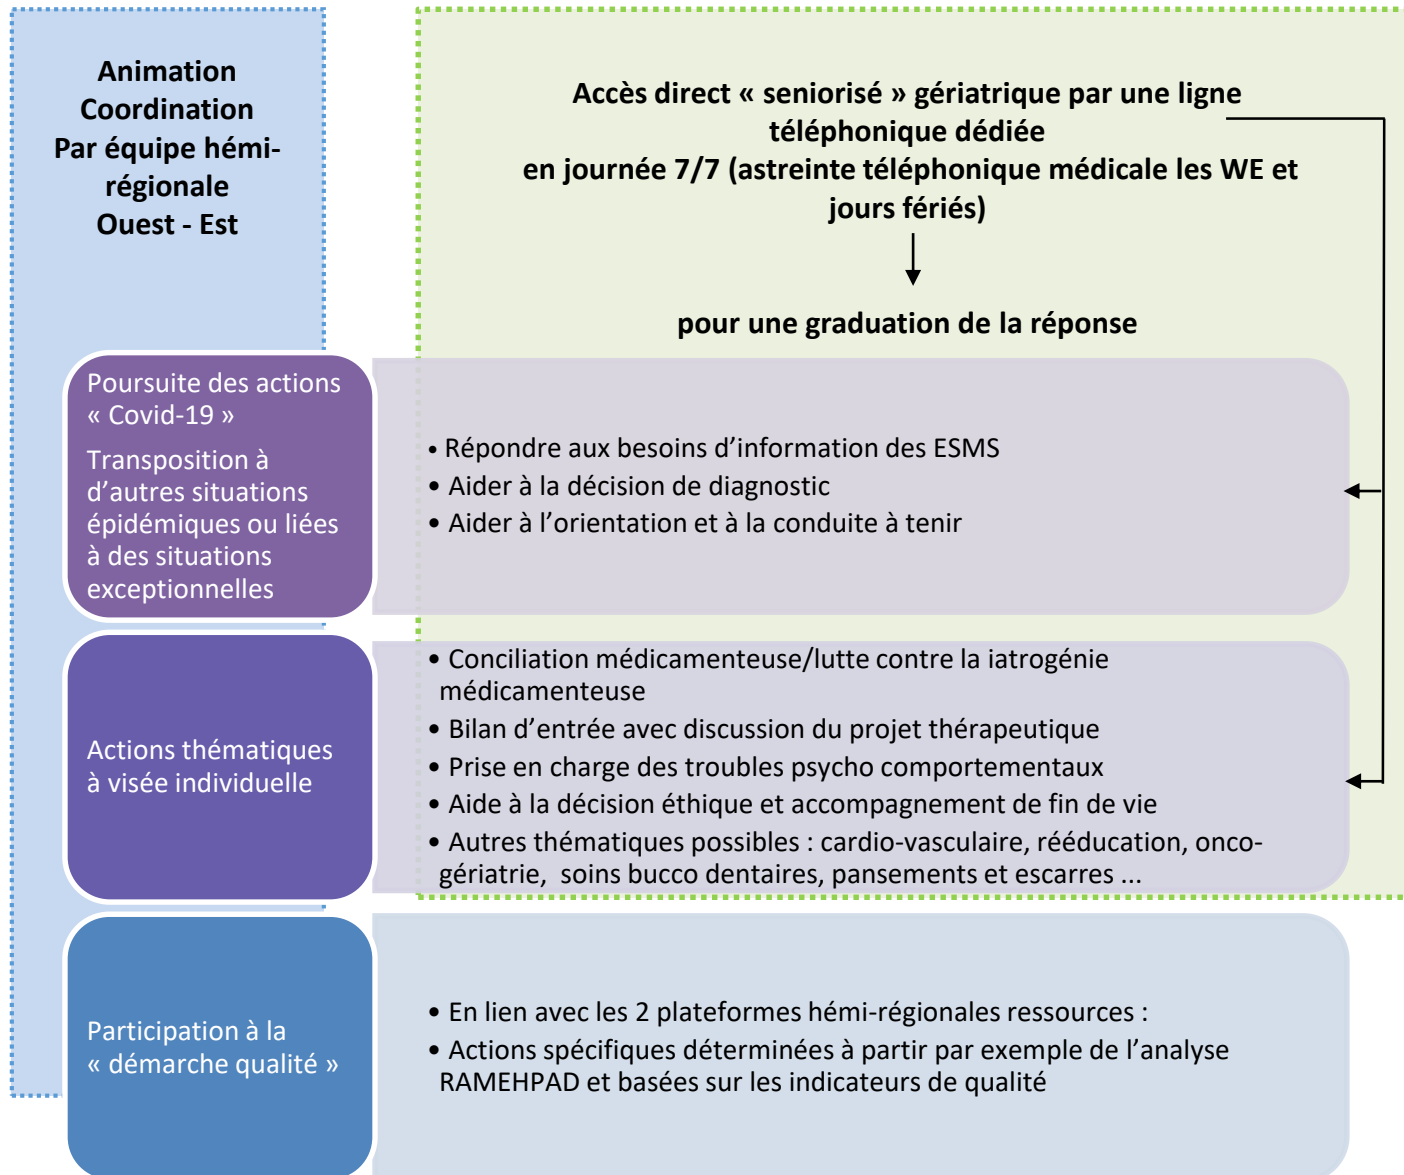 Animation
Coordination
Par équipe hémi-
régionale
Ouest - Est
Accès direct « seniorisé » gériatrique par une ligne
téléphonique dédiée
en journée 7/7 (astreinte téléphonique médicale les WE et
jours fériés)
pour une graduation de la réponse
Poursuite des actions
« Covid-19 »
Transposition à
d’autres situations
épidémiques ou liées
à des situations
exceptionnelles
• Répondre aux besoins d’information des ESMS
• Aider à la décision de diagnostic
• Aider à l’orientation et à la conduite à tenir
Actions thématiques
à visée individuelle
• Conciliation médicamenteuse/lutte contre la iatrogénie
médicamenteuse
• Bilan d’entrée avec discussion du projet thérapeutique
• Prise en charge des troubles psycho comportementaux
• Aide à la décision éthique et accompagnement de fin de vie
• Autres thématiques possibles : cardio-vasculaire, rééducation, onco-
gériatrie, soins bucco dentaires, pansements et escarres ...
Participation à la
« démarche qualité »
• En lien avec les 2 plateformes hémi-régionales ressources :
• Actions spécifiques déterminées à partir par exemple de l’analyse
RAMEHPAD et basées sur les indicateurs de qualité